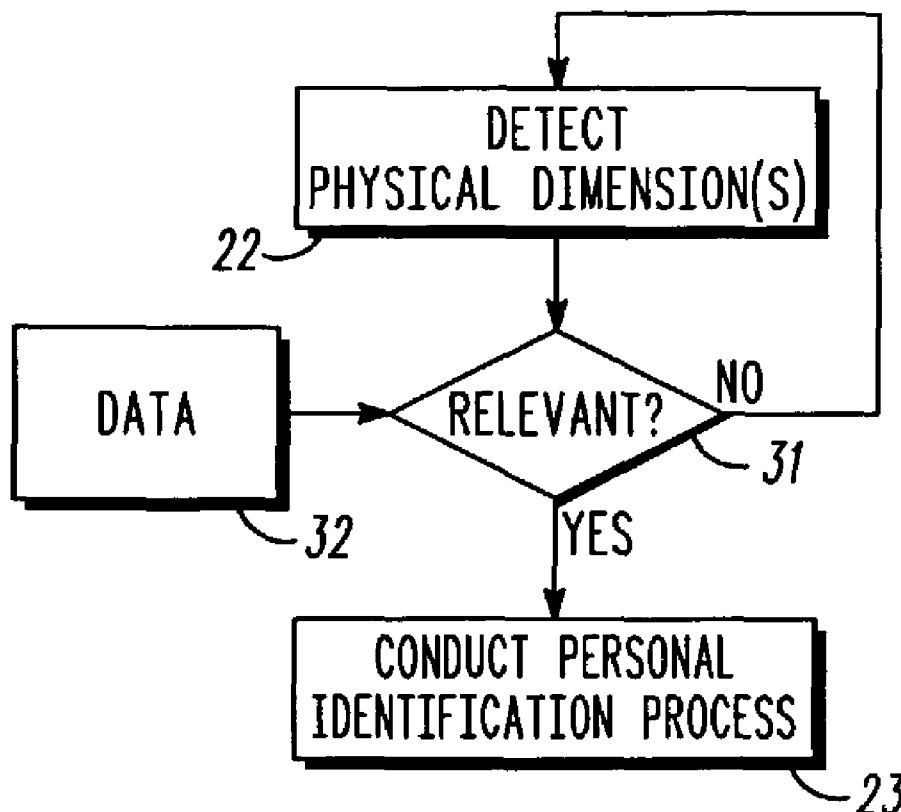 DETECT
PHYSICAL DIMENSION(S)
22
DATA
RELEVANT?
NO
31
32
YES
CONDUCT PERSONAL
IDENTIFICATION PROCESS
23